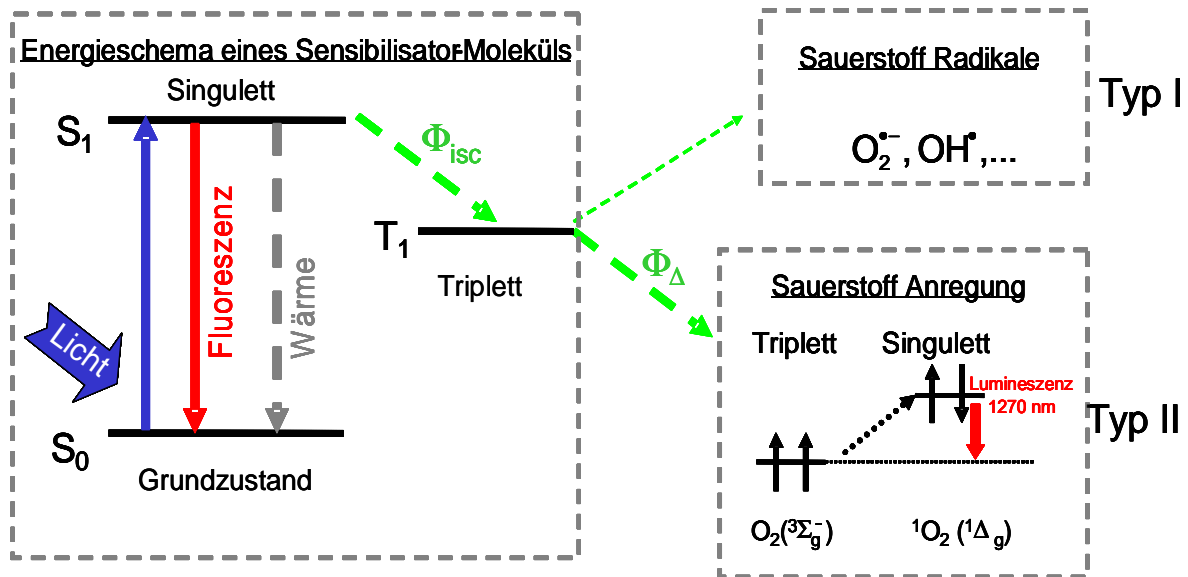 Energieschema eines Sensibilisator-Moleküls
Singulett
S₁
Φisc
T₁
Triplett
Fluoreszenz
Wärme
Licht
S₀
Grundzustand
Sauerstoff Radikale
O₂•−, OH•,...
Typ I
ΦΔ
Sauerstoff Anregung
Triplett Singulett
Lumineszenz
1270 nm
Typ II
O₂(³Σg⁻) ¹O₂ (¹Δg)